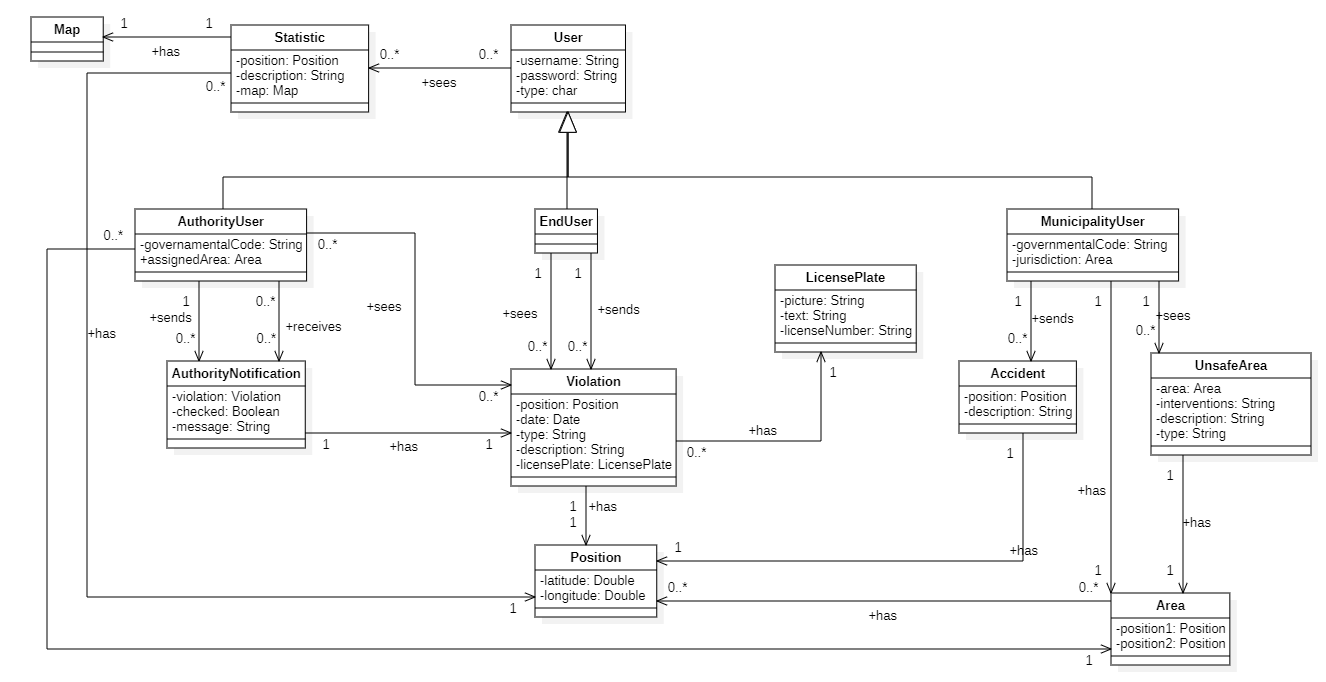 Map
1
1
+has
Statistic
-position: Position
-description: String
-map: Map
0..*
0..*
0..*
+sees
User
-username: String
-password: String
-type: char
AuthorityUser
-governamentalCode: String
+assignedArea: Area
0..*
0..*
EndUser
MunicipalityUser
-governmentalCode: String
-jurisdiction: Area
LicensePlate
-picture: String
-text: String
-licenseNumber: String
1
1
+sends
0..*
0..*
+receives
0..*
+sees
0..*
1
1
+sees
+sends
0..*
0..*
1
+sends
0..*
1
1
+sees
0..*
+has
AuthorityNotification
-violation: Violation
-checked: Boolean
-message: String
1
+has
1
Violation
-position: Position
-date: Date
-type: String
-description: String
-licensePlate: LicensePlate
+has
0..*
Accident
-position: Position
-description: String
1
UnsafeArea
-area: Area
-interventions: String
-description: String
-type: String
1
+has
+has
1
+has
1
1
+has
1
1
Position
-latitude: Double
-longitude: Double
1
0..*
0..*
+has
1
Area
-position1: Position
-position2: Position
1